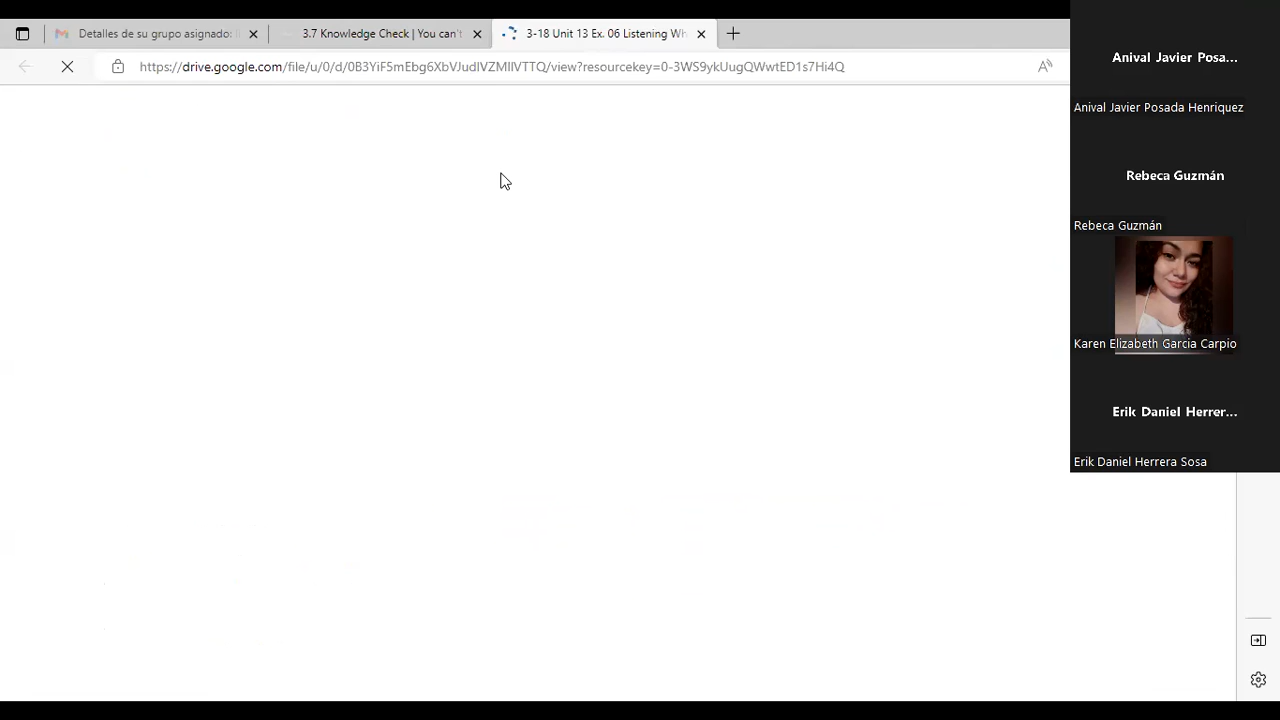 Detalles de su grupo asignado: I
3.7 Knowledge Check | You can't
3-18 Unit 13 Ex. 06 Listening Wh
https://drive.google.com/file/u/0/d/0B3YiF5mEbg6XbVJudlVZMllVTTQ/view?resourcekey=0-3WS9ykUugQWwtED1s7Hi4Q
Anival Javier Posa...
Anival Javier Posada Henriquez
Rebeca Guzmán
Rebeca Guzmán
Karen Elizabeth Garcia Carpio
Erik Daniel Herrer...
Erik Daniel Herrera Sosa